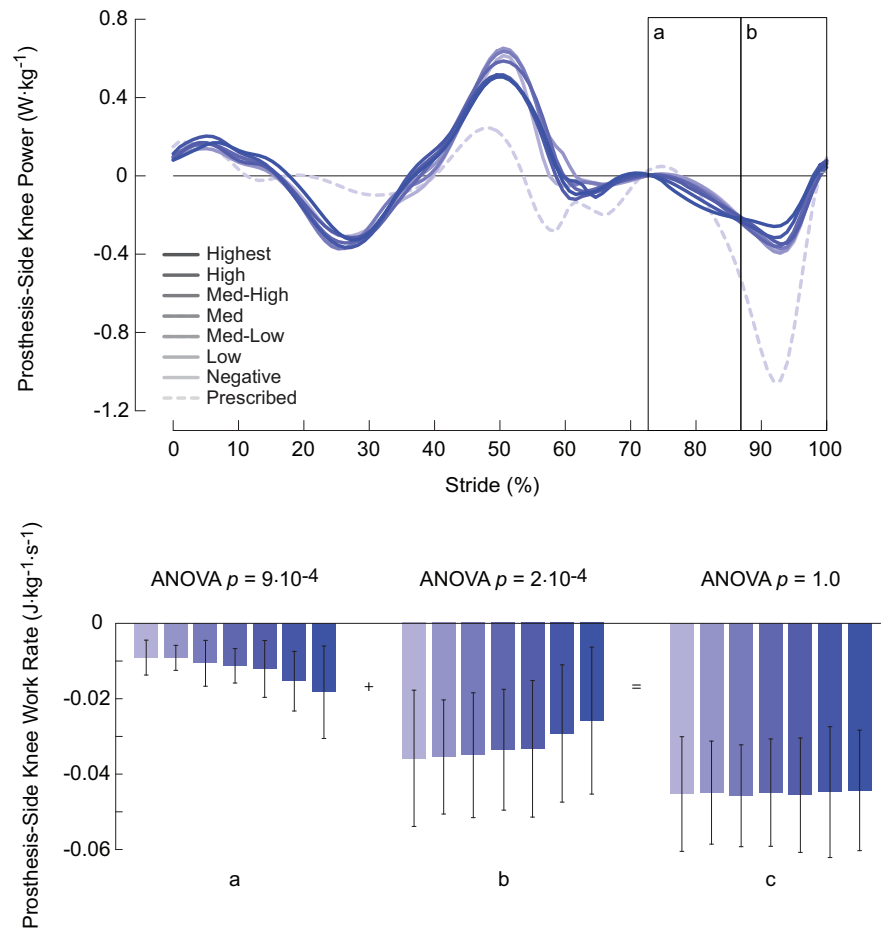 Prosthesis-Side Knee Power (W·kg-1)
0.8
0.4
0
-0.4
-0.8
-1.2
a
b
Highest
High
Med-High
Med
Med-Low
Low
Negative
Prescribed
0 10 20 30 40 50 60 70 80 90 100
Stride (%)
Prosthesis-Side Knee Work Rate (J·kg-1·s-1)
ANOVA p = 9·10-4
ANOVA p = 2·10-4
ANOVA p = 1.0
0
-0.02
-0.04
-0.06
+
=
a
b
c